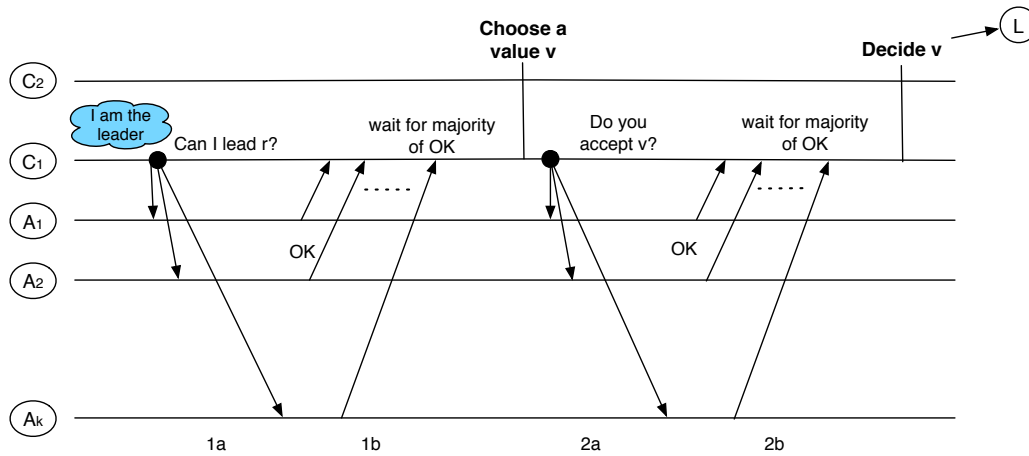 Choose a
value v
Decide v
L
C2
I am the
leader
Can I lead r?
wait for majority
of OK
Do you
accept v?
wait for majority
of OK
C1
.....
.....
A1
OK
OK
A2
Ak
1a
1b
2a
2b